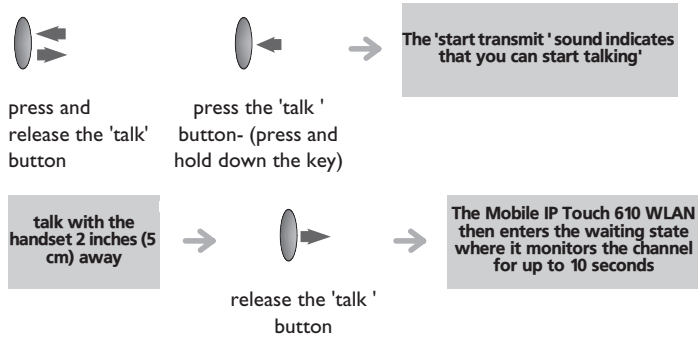 The 'start transmit ' sound indicates
that you can start talking'
press and
release the 'talk'
button
press the 'talk '
button- (press and
hold down the key)
talk with the
handset 2 inches (5
cm) away
release the 'talk '
button
The Mobile IP Touch 610 WLAN
then enters the waiting state
where it monitors the channel
for up to 10 seconds